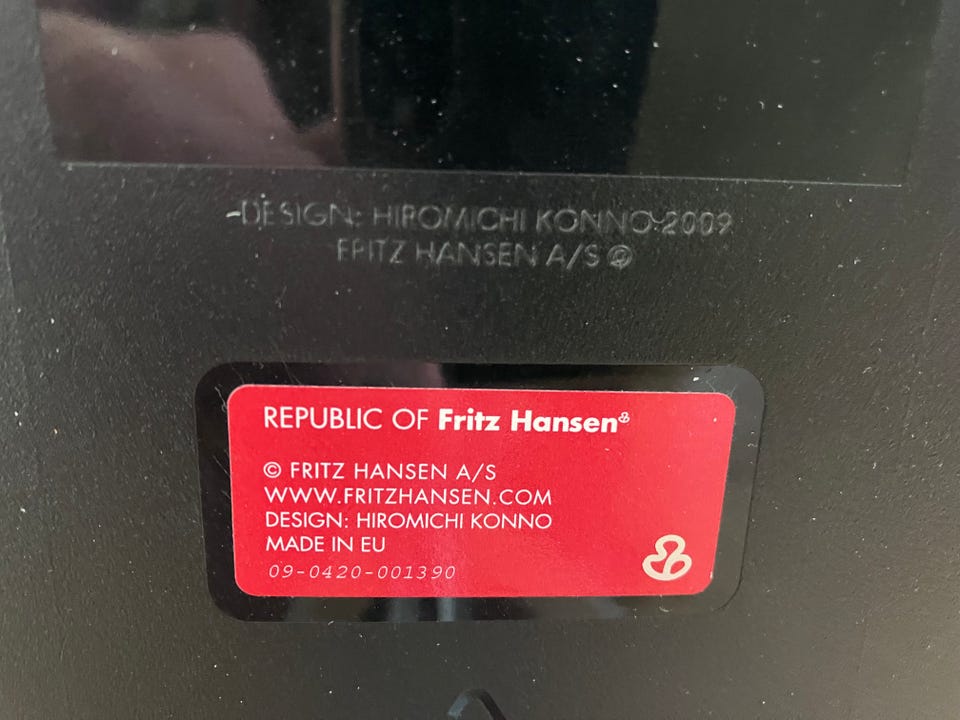 DESIGN: HIROMICHI KONNO 2009
FRITZ HANSEN A/S ©
REPUBLIC OF Fritz Hansen
© FRITZ HANSEN A/S
WWW.FRITZHANSEN.COM
DESIGN: HIROMICHI KONNO
MADE IN EU
09-0420-001390